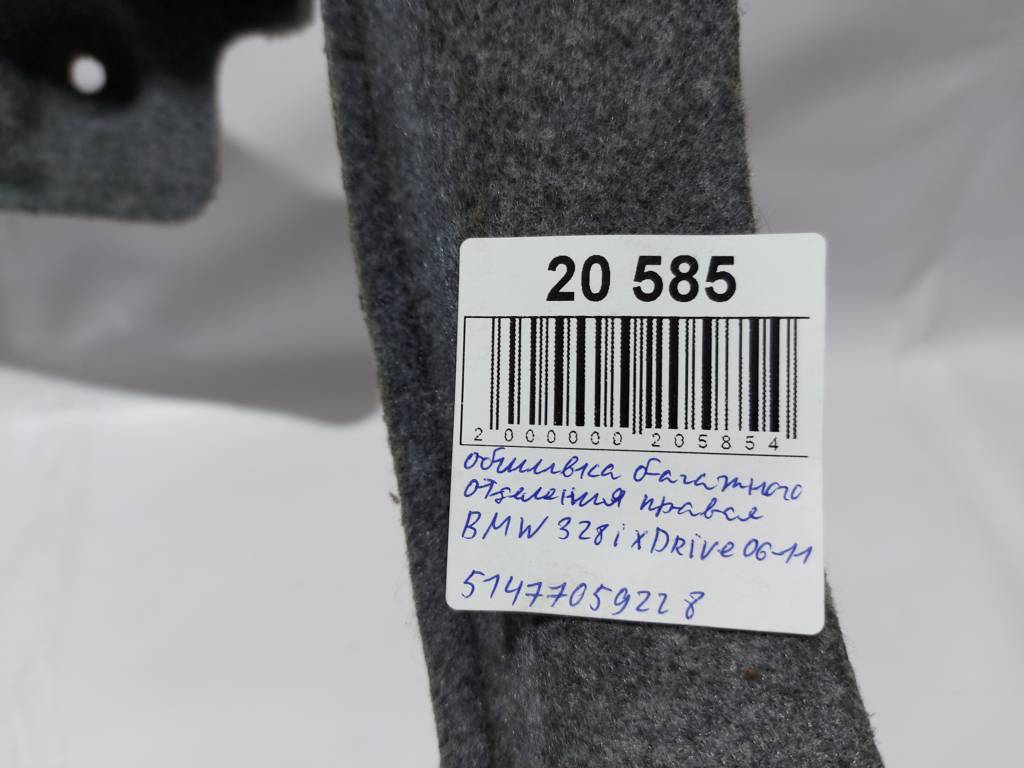 20 585
2 000000 205854
обшивка багажного
отделения правая
BMW 328i xDrive 06-11
51477059228